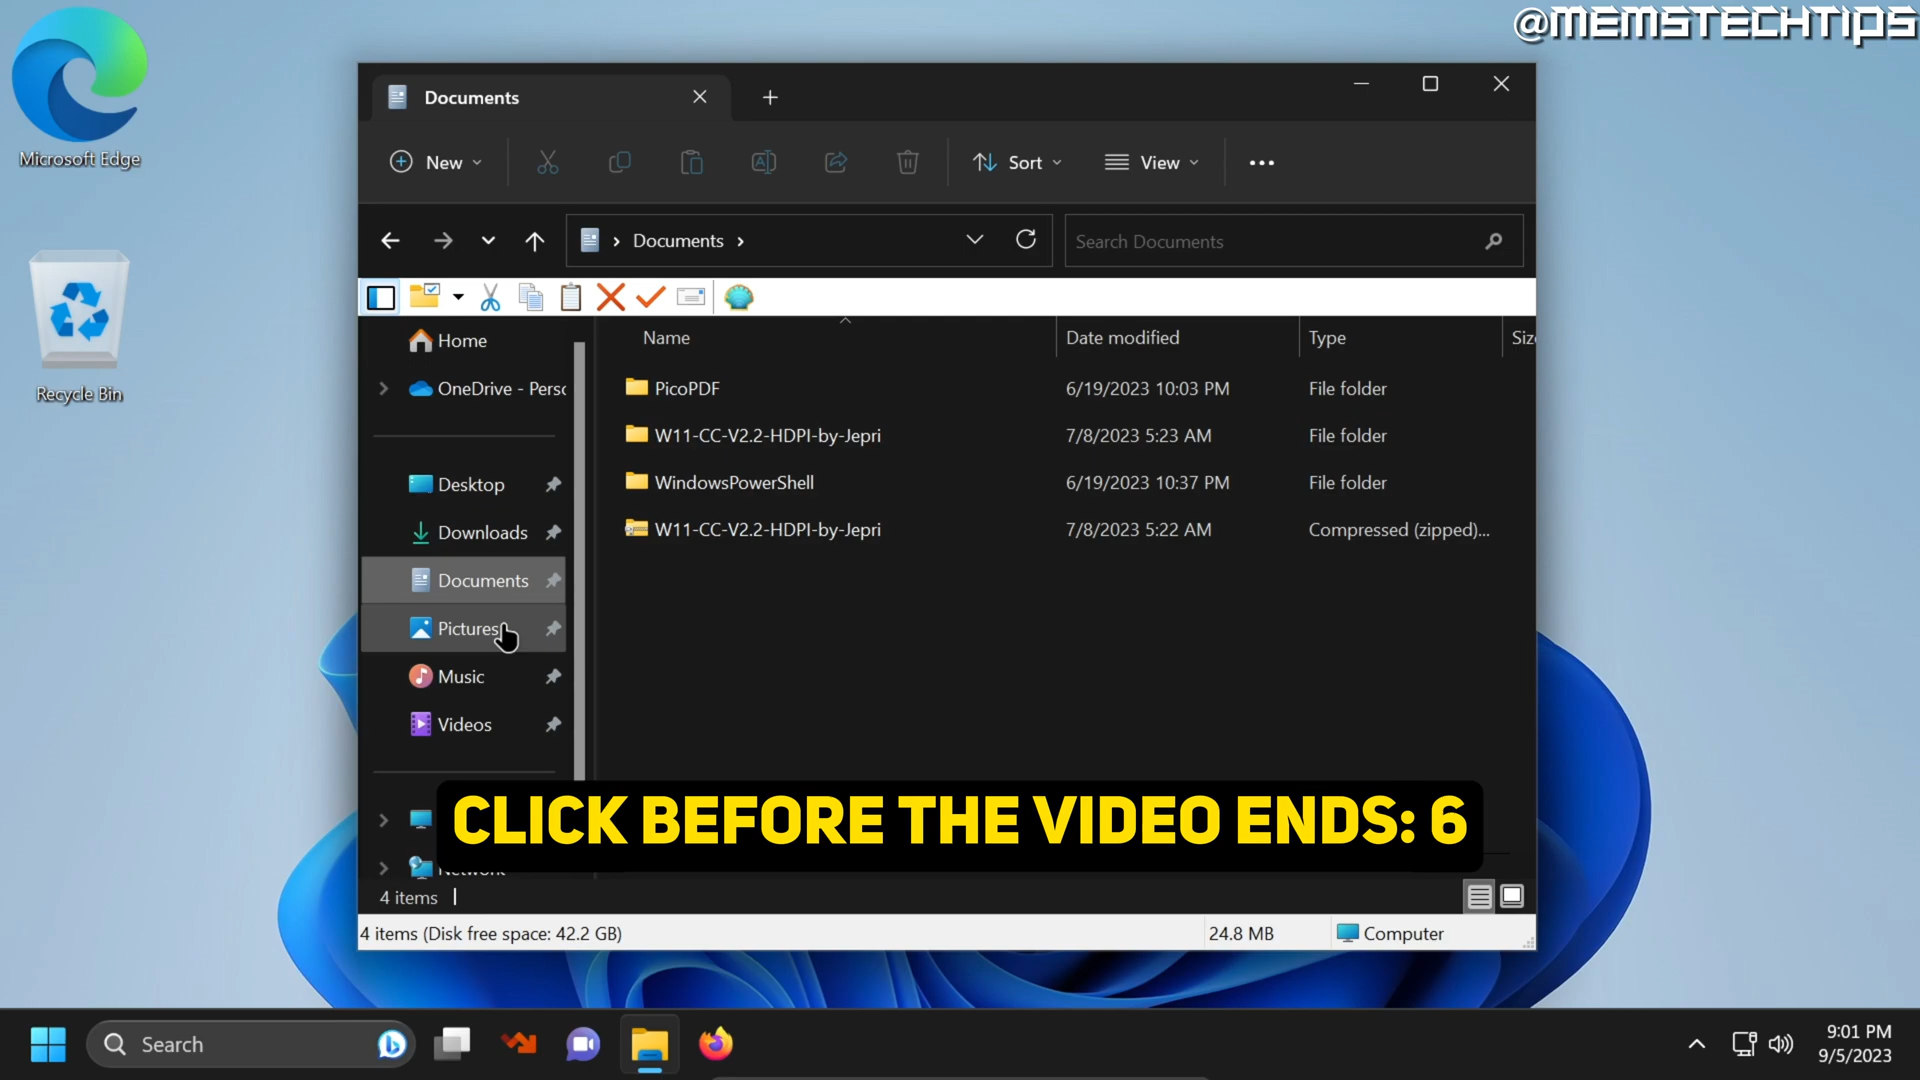 @MEMSTECHTIPS
Microsoft Edge
Recycle Bin
Documents
New
Sort
View
Documents
Search Documents
Name
Date modified
Type
Siz
Home
OneDrive - Perso
Desktop
Downloads
Documents
Pictures
Music
Videos
Network
PicoPDF 6/19/2023 10:03 PM File folder
W11-CC-V2.2-HDPI-by-Jepri 7/8/2023 5:23 AM File folder
WindowsPowerShell 6/19/2023 10:37 PM File folder
W11-CC-V2.2-HDPI-by-Jepri 7/8/2023 5:22 AM Compressed (zipped)...
CLICK BEFORE THE VIDEO ENDS: 6
4 items
4 items (Disk free space: 42.2 GB)
24.8 MB
Computer
Search
9:01 PM
9/5/2023